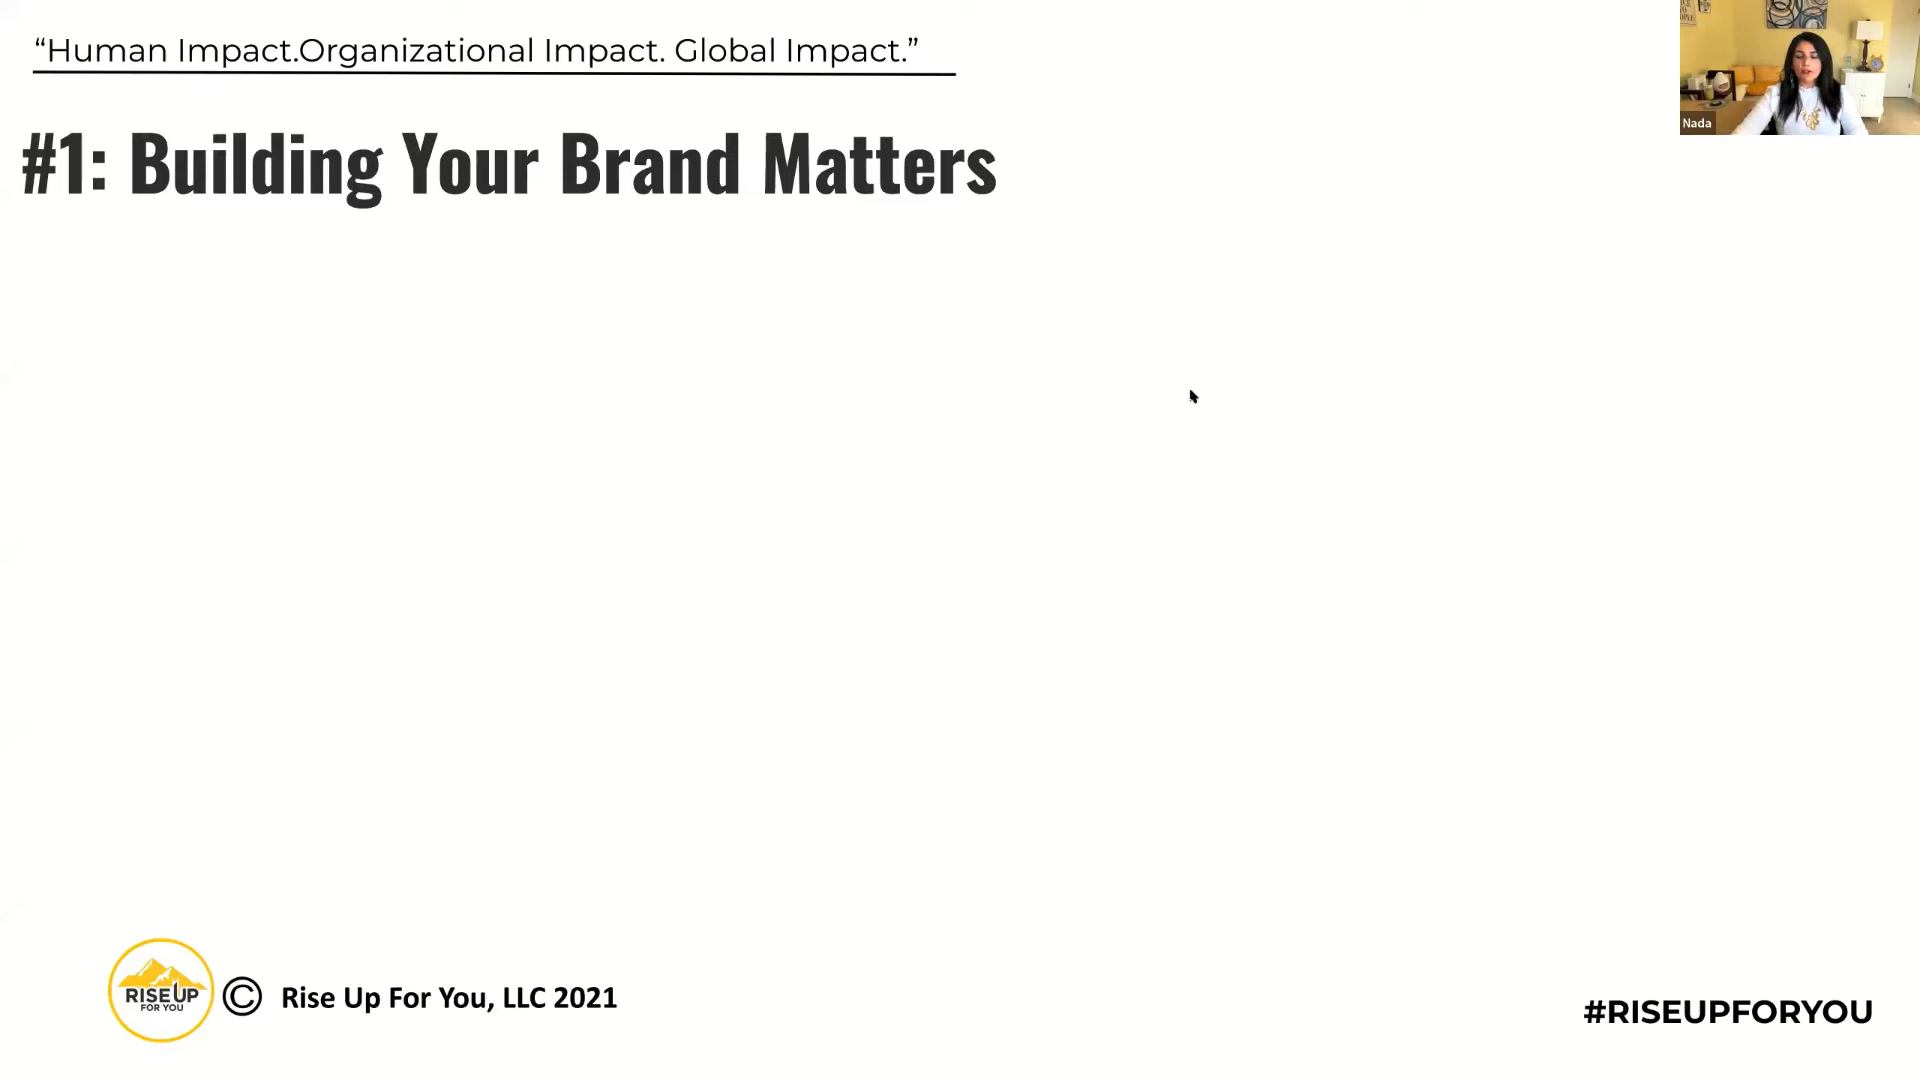 “Human Impact.Organizational Impact. Global Impact.”
#1: Building Your Brand Matters
Nada
RISE UP
FOR YOU
© Rise Up For You, LLC 2021
#RISEUPFORYOU